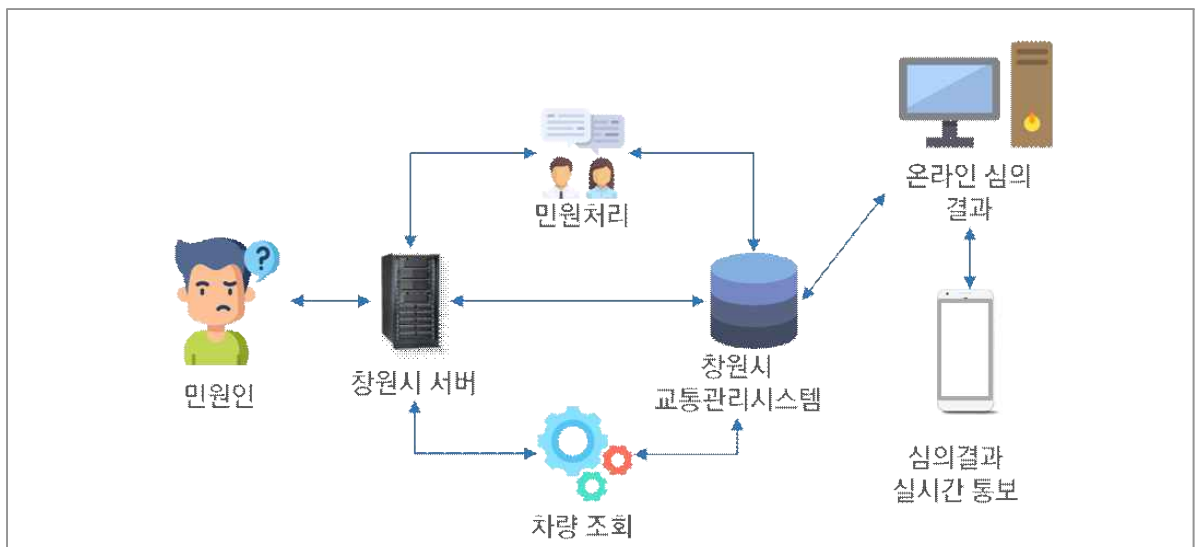 온라인 심의
결과
민원처리
?
민원인
창원시 서버
창원시
교통관리시스템
심의결과
실시간 통보
차량 조회